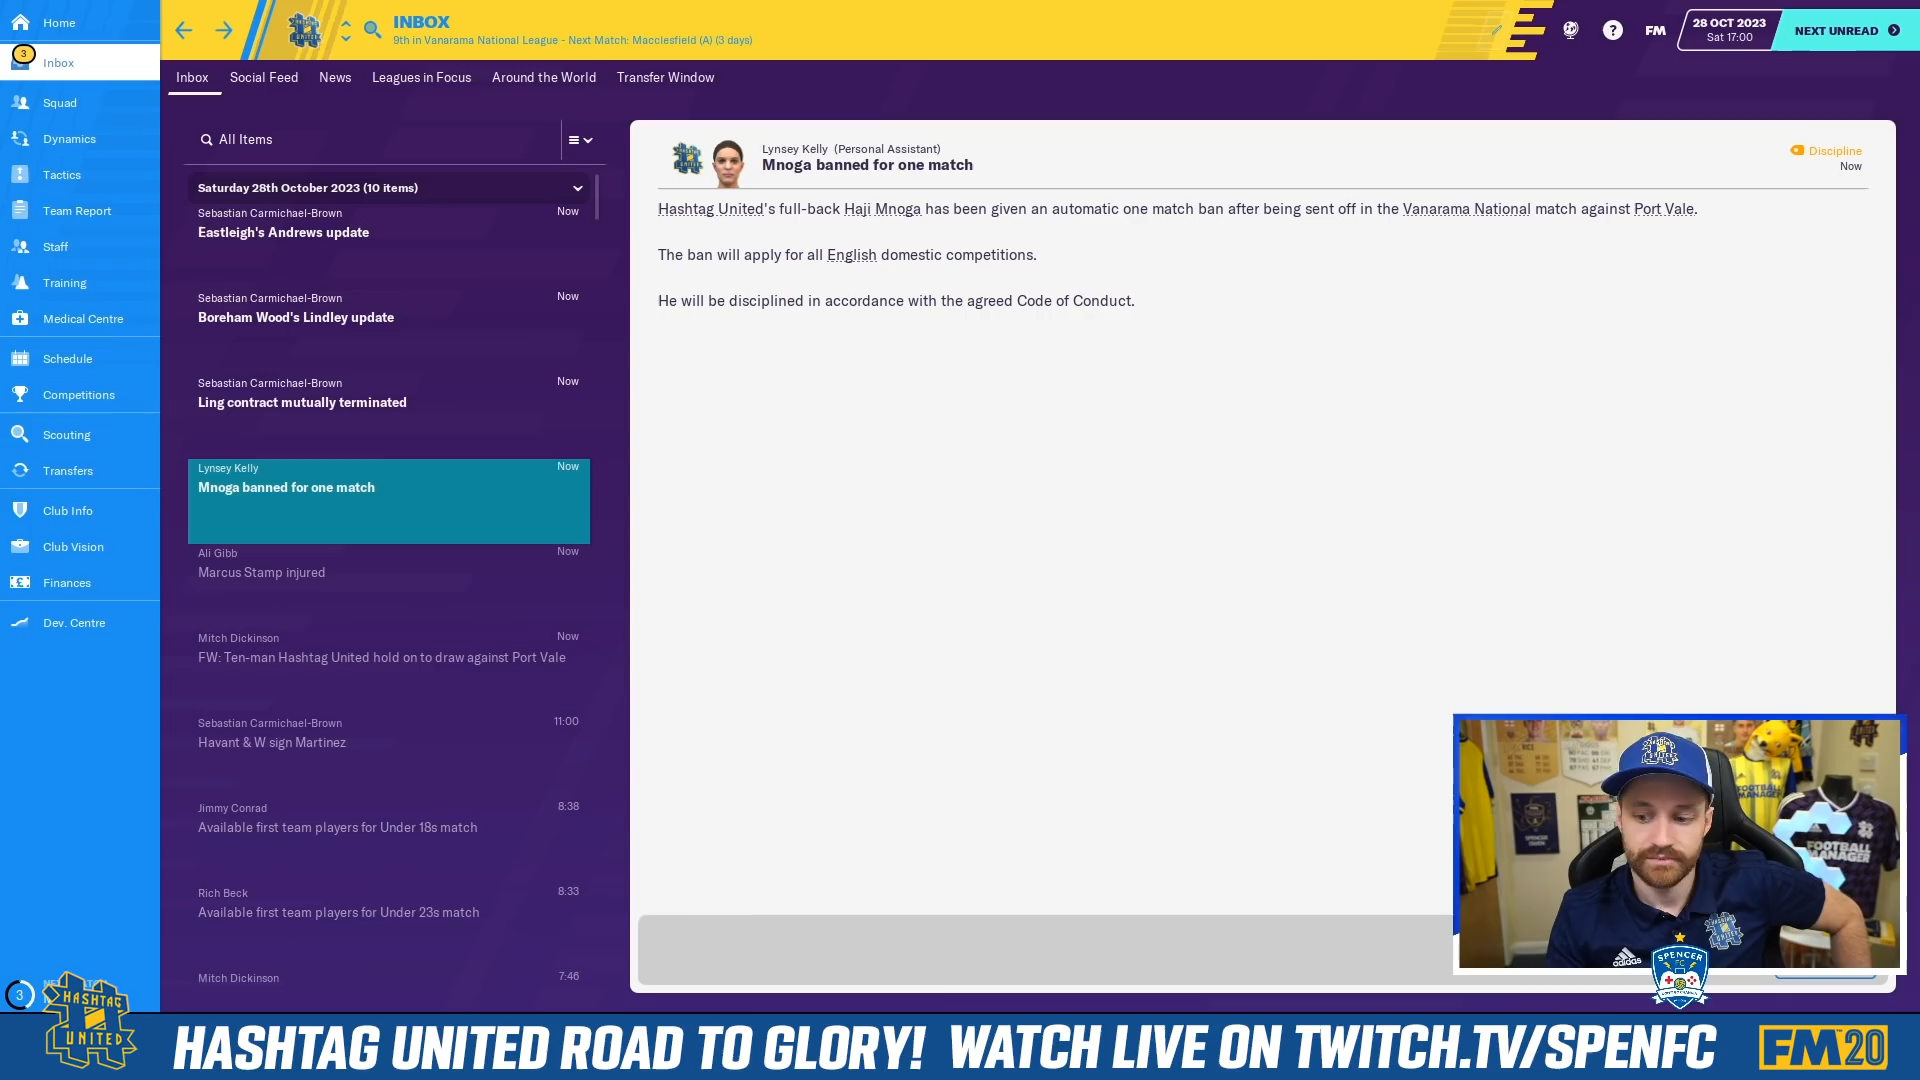 Home
3
Inbox
Squad
Dynamics
Tactics
Team Report
Staff
Training
Medical Centre
Schedule
Competitions
Scouting
Transfers
Club Info
Club Vision
Finances
Dev. Centre
3
INBOX
9th in Vanarama National League - Next Match: Macclesfield (A) (3 days)
?
FM
28 OCT 2023
Sat 17:00
NEXT UNREAD
Inbox
Social Feed
News
Leagues in Focus
Around the World
Transfer Window
All Items
Saturday 28th October 2023 (10 items)
Sebastian Carmichael-Brown
Now
Eastleigh's Andrews update
Sebastian Carmichael-Brown
Now
Boreham Wood's Lindley update
Sebastian Carmichael-Brown
Now
Ling contract mutually terminated
Lynsey Kelly
Now
Mnoga banned for one match
Ali Gibb
Now
Marcus Stamp injured
Mitch Dickinson
Now
FW: Ten-man Hashtag United hold on to draw against Port Vale
Sebastian Carmichael-Brown
11:00
Havant & W sign Martinez
Jimmy Conrad
8:38
Available first team players for Under 18s match
Rich Beck
8:33
Available first team players for Under 23s match
Mitch Dickinson
7:46
Lynsey Kelly (Personal Assistant)
Mnoga banned for one match
Discipline
Now
Hashtag United's full-back Haji Mnoga has been given an automatic one match ban after being sent off in the Vanarama National match against Port Vale.
The ban will apply for all English domestic competitions.
He will be disciplined in accordance with the agreed Code of Conduct.
FOOTBALL
MANAGER
FOOTBALL
MANAGER
adidas
SPENCER
FC
HASHTAG
UNITED
HASHTAG UNITED ROAD TO GLORY! WATCH LIVE ON TWITCH.TV/SPENFC
FM20